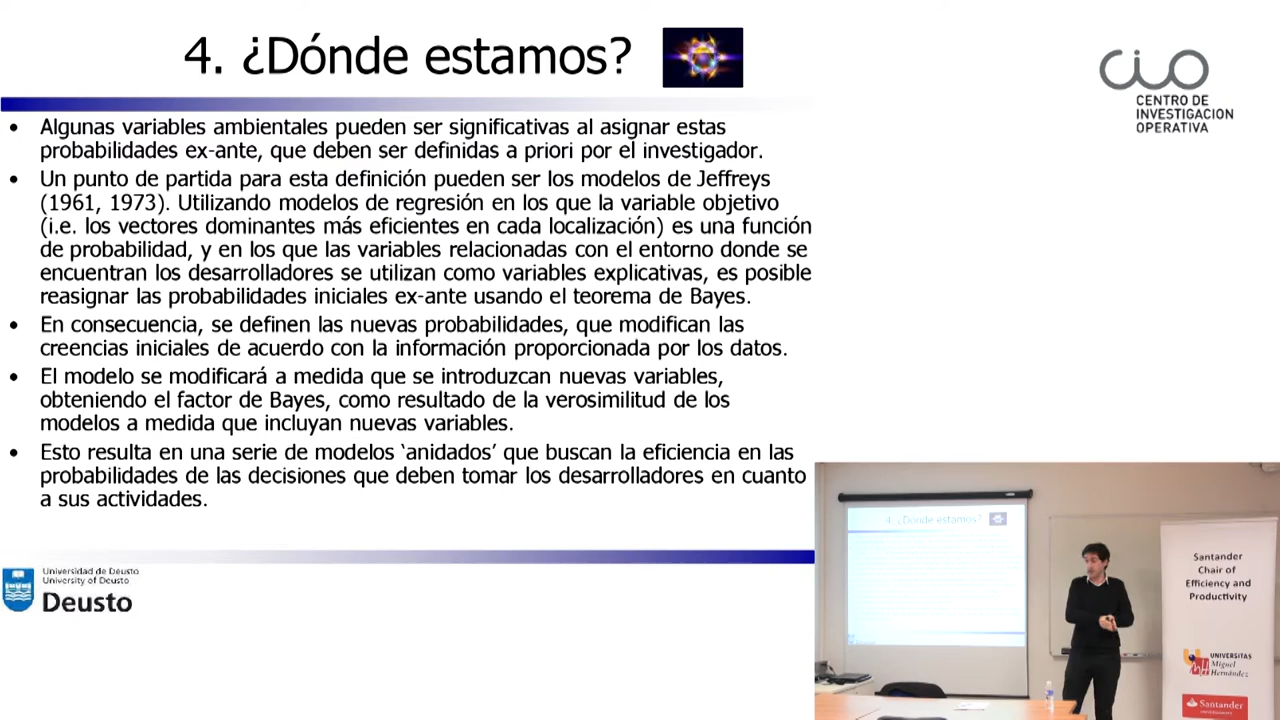 4. ¿Dónde estamos?
CIO
CENTRO DE
INVESTIGACION
OPERATIVA
• Algunas variables ambientales pueden ser significativas al asignar estas
probabilidades ex-ante, que deben ser definidas a priori por el investigador.
• Un punto de partida para esta definición pueden ser los modelos de Jeffreys
(1961, 1973). Utilizando modelos de regresión en los que la variable objetivo
(i.e. los vectores dominantes más eficientes en cada localización) es una función
de probabilidad, y en los que las variables relacionadas con el entorno donde se
encuentran los desarrolladores se utilizan como variables explicativas, es posible
reasignar las probabilidades iniciales ex-ante usando el teorema de Bayes.
• En consecuencia, se definen las nuevas probabilidades, que modifican las
creencias iniciales de acuerdo con la información proporcionada por los datos.
• El modelo se modificará a medida que se introduzcan nuevas variables,
obteniendo el factor de Bayes, como resultado de la verosimilitud de los
modelos a medida que incluyan nuevas variables.
• Esto resulta en una serie de modelos ‘anidados’ que buscan la eficiencia en las
probabilidades de las decisiones que deben tomar los desarrolladores en cuanto
a sus actividades.
Universidad de Deusto
University of Deusto
Deusto
4. ¿Dónde estamos?
Santander
Chair of
Efficiency and
Productivity
UNIVERSITAS
Miguel
Hernández
Santander